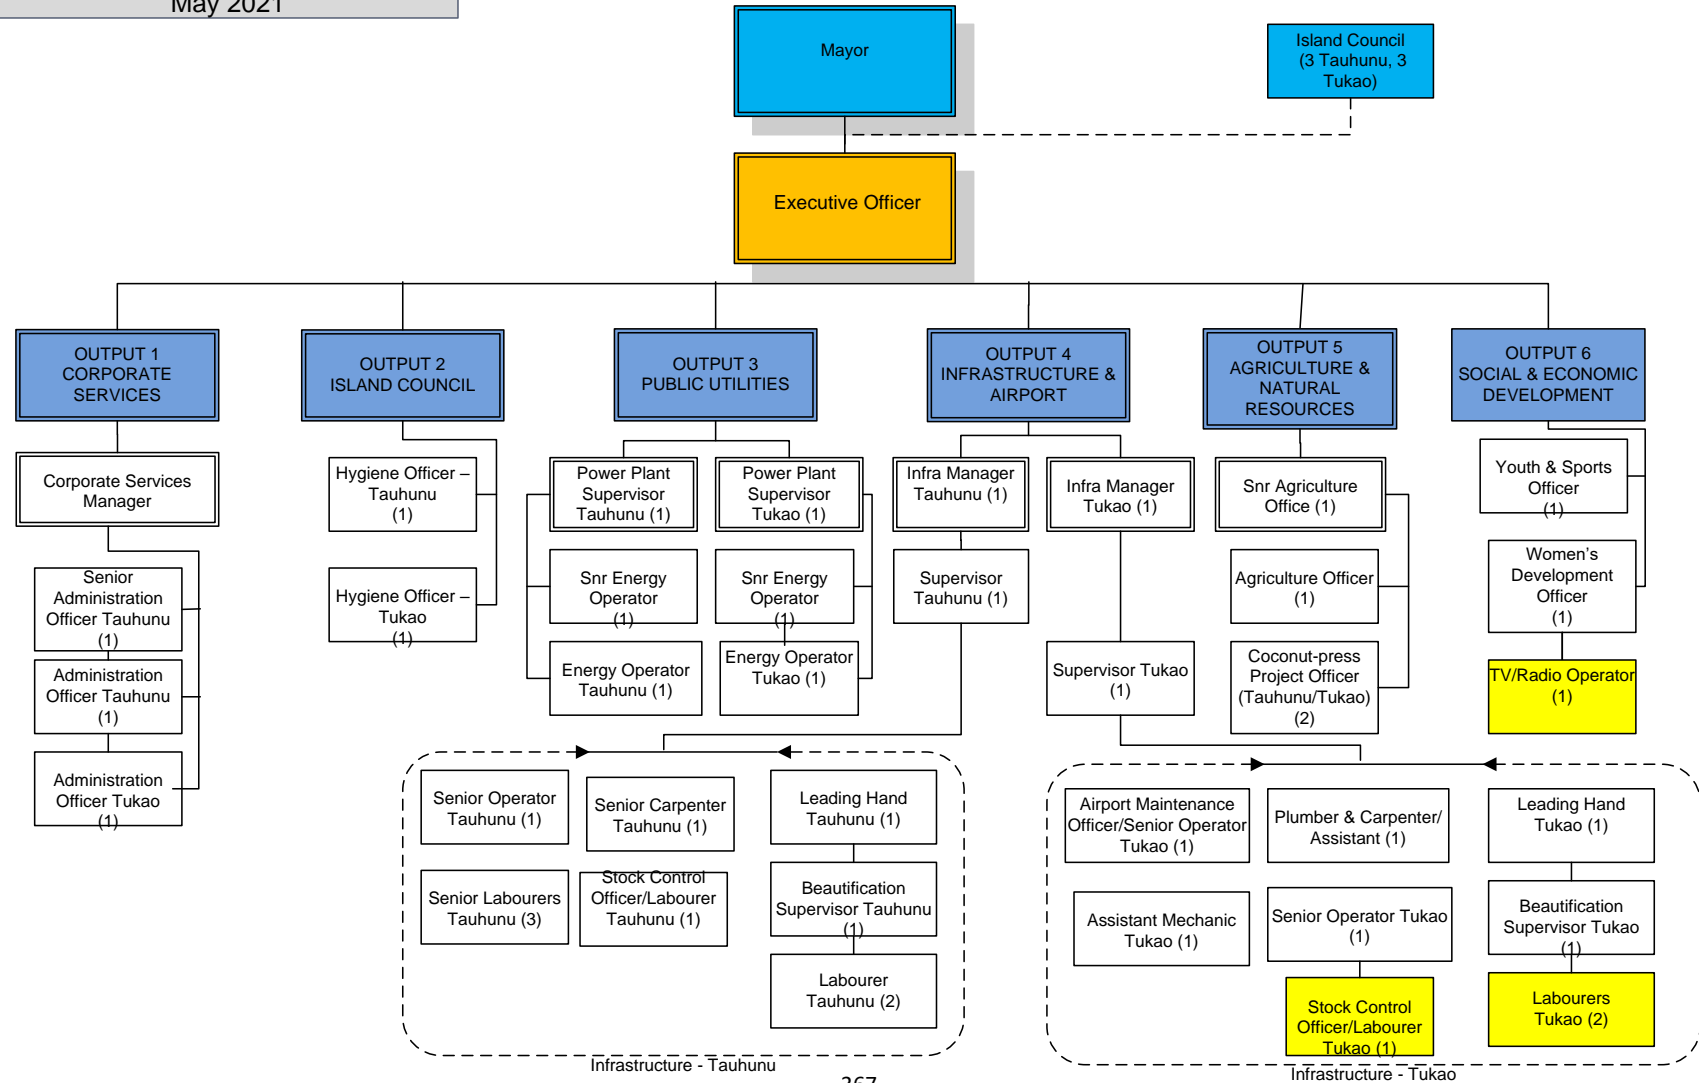 May 2021
Mayor
Island Council
(3 Tauhunu, 3
Tukao)
Executive Officer
OUTPUT 1
CORPORATE
SERVICES
OUTPUT 2
ISLAND COUNCIL
OUTPUT 3
PUBLIC UTILITIES
OUTPUT 4
INFRASTRUCTURE &
AIRPORT
OUTPUT 5
AGRICULTURE &
NATURAL
RESOURCES
OUTPUT 6
SOCIAL & ECONOMIC
DEVELOPMENT
Corporate Services
Manager
Senior
Administration
Officer Tauhunu
(1)
Administration
Officer Tauhunu
(1)
Administration
Officer Tukao
(1)
Hygiene Officer –
Tauhunu
(1)
Hygiene Officer –
Tukao
(1)
Power Plant
Supervisor
Tauhunu (1)
Snr Energy
Operator
(1)
Energy Operator
Tauhunu (1)
Power Plant
Supervisor
Tukao (1)
Snr Energy
Operator
(1)
Energy Operator
Tukao (1)
Infra Manager
Tauhunu (1)
Supervisor
Tauhunu (1)
Infra Manager
Tukao (1)
Supervisor Tukao
(1)
Snr Agriculture
Office (1)
Agriculture Officer
(1)
Coconut-press
Project Officer
(Tauhunu/Tukao)
(2)
Youth & Sports
Officer
(1)
Women’s
Development
Officer
(1)
TV/Radio Operator
(1)
Senior Operator
Tauhunu (1)
Senior Carpenter
Tauhunu (1)
Leading Hand
Tauhunu (1)
Senior Labourers
Tauhunu (3)
Stock Control
Officer/Labourer
Tauhunu (1)
Beautification
Supervisor Tauhunu
(1)
Labourer
Tauhunu (2)
Infrastructure - Tauhunu
Airport Maintenance
Officer/Senior Operator
Tukao (1)
Plumber & Carpenter/
Assistant (1)
Leading Hand
Tukao (1)
Assistant Mechanic
Tukao (1)
Senior Operator Tukao
(1)
Beautification
Supervisor Tukao
(1)
Stock Control
Officer/Labourer
Tukao (1)
Labourers
Tukao (2)
Infrastructure - Tukao
267